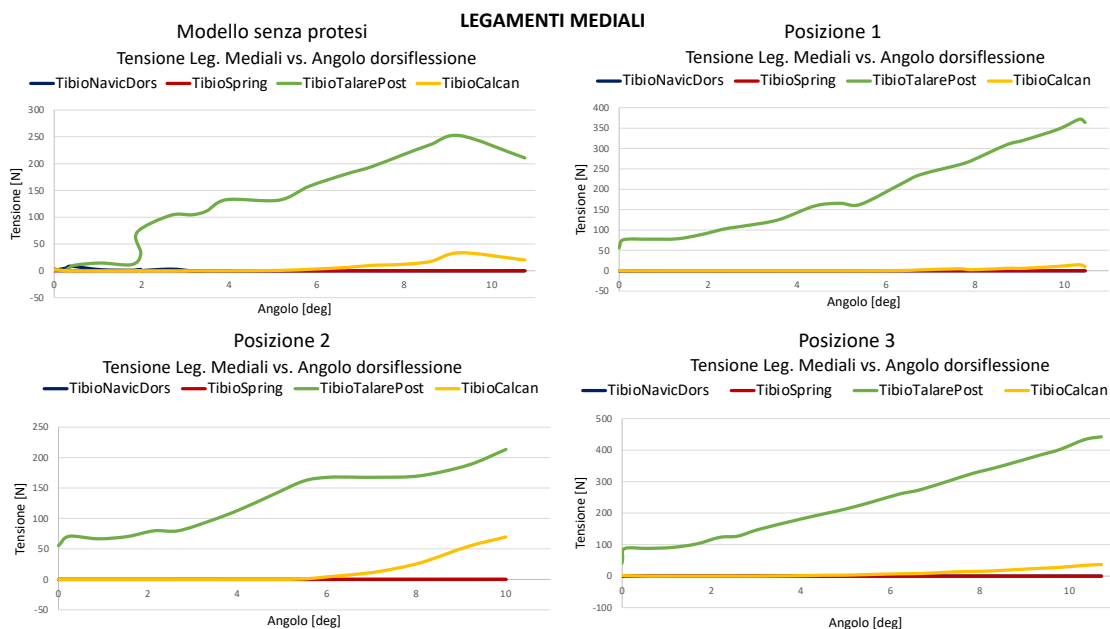 LEGAMENTI MEDIALI
Modello senza protesi
Tensione Leg. Mediali vs. Angolo dorsiflessione
TibioNavicDors TibioSpring TibioTalarePost TibioCalcan
Tensione [N]
300
250
200
150
100
50
0
-50
0 2 4 6 8 10
Angolo [deg]
Posizione 1
Tensione Leg. Mediali vs. Angolo dorsiflessione
TibioNavicDors TibioSpring TibioTalarePost TibioCalcan
Tensione [N]
400
350
300
250
200
150
100
50
0
-50
0 2 4 6 8 10
Angolo [deg]
Posizione 2
Tensione Leg. Mediali vs. Angolo dorsiflessione
TibioNavicDors TibioSpring TibioTalarePost TibioCalcan
Tensione [N]
250
200
150
100
50
0
-50
0 2 4 6 8 10
Angolo [deg]
Posizione 3
Tensione Leg. Mediali vs. Angolo dorsiflessione
TibioNavicDors TibioSpring TibioTalarePost TibioCalcan
Tensione [N]
500
400
300
200
100
0
-100
0 2 4 6 8 10
Angolo [deg]